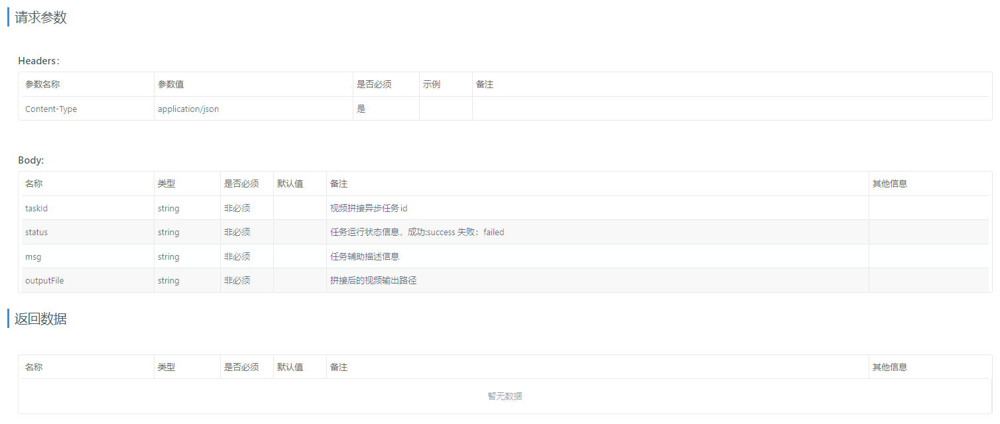 请求参数
Headers:
参数名称 参数值 是否必须 示例 备注
Content-Type application/json 是
Body:
名称 类型 是否必须 默认值 备注 其他信息
taskId string 非必须 视频拼接异步任务id
status string 非必须 任务运行状态信息，成功:success 失败：failed
msg string 非必须 任务辅助描述信息
outputFile string 非必须 拼接后的视频输出路径
返回数据
名称 类型 是否必须 默认值 备注 其他信息
暂无数据